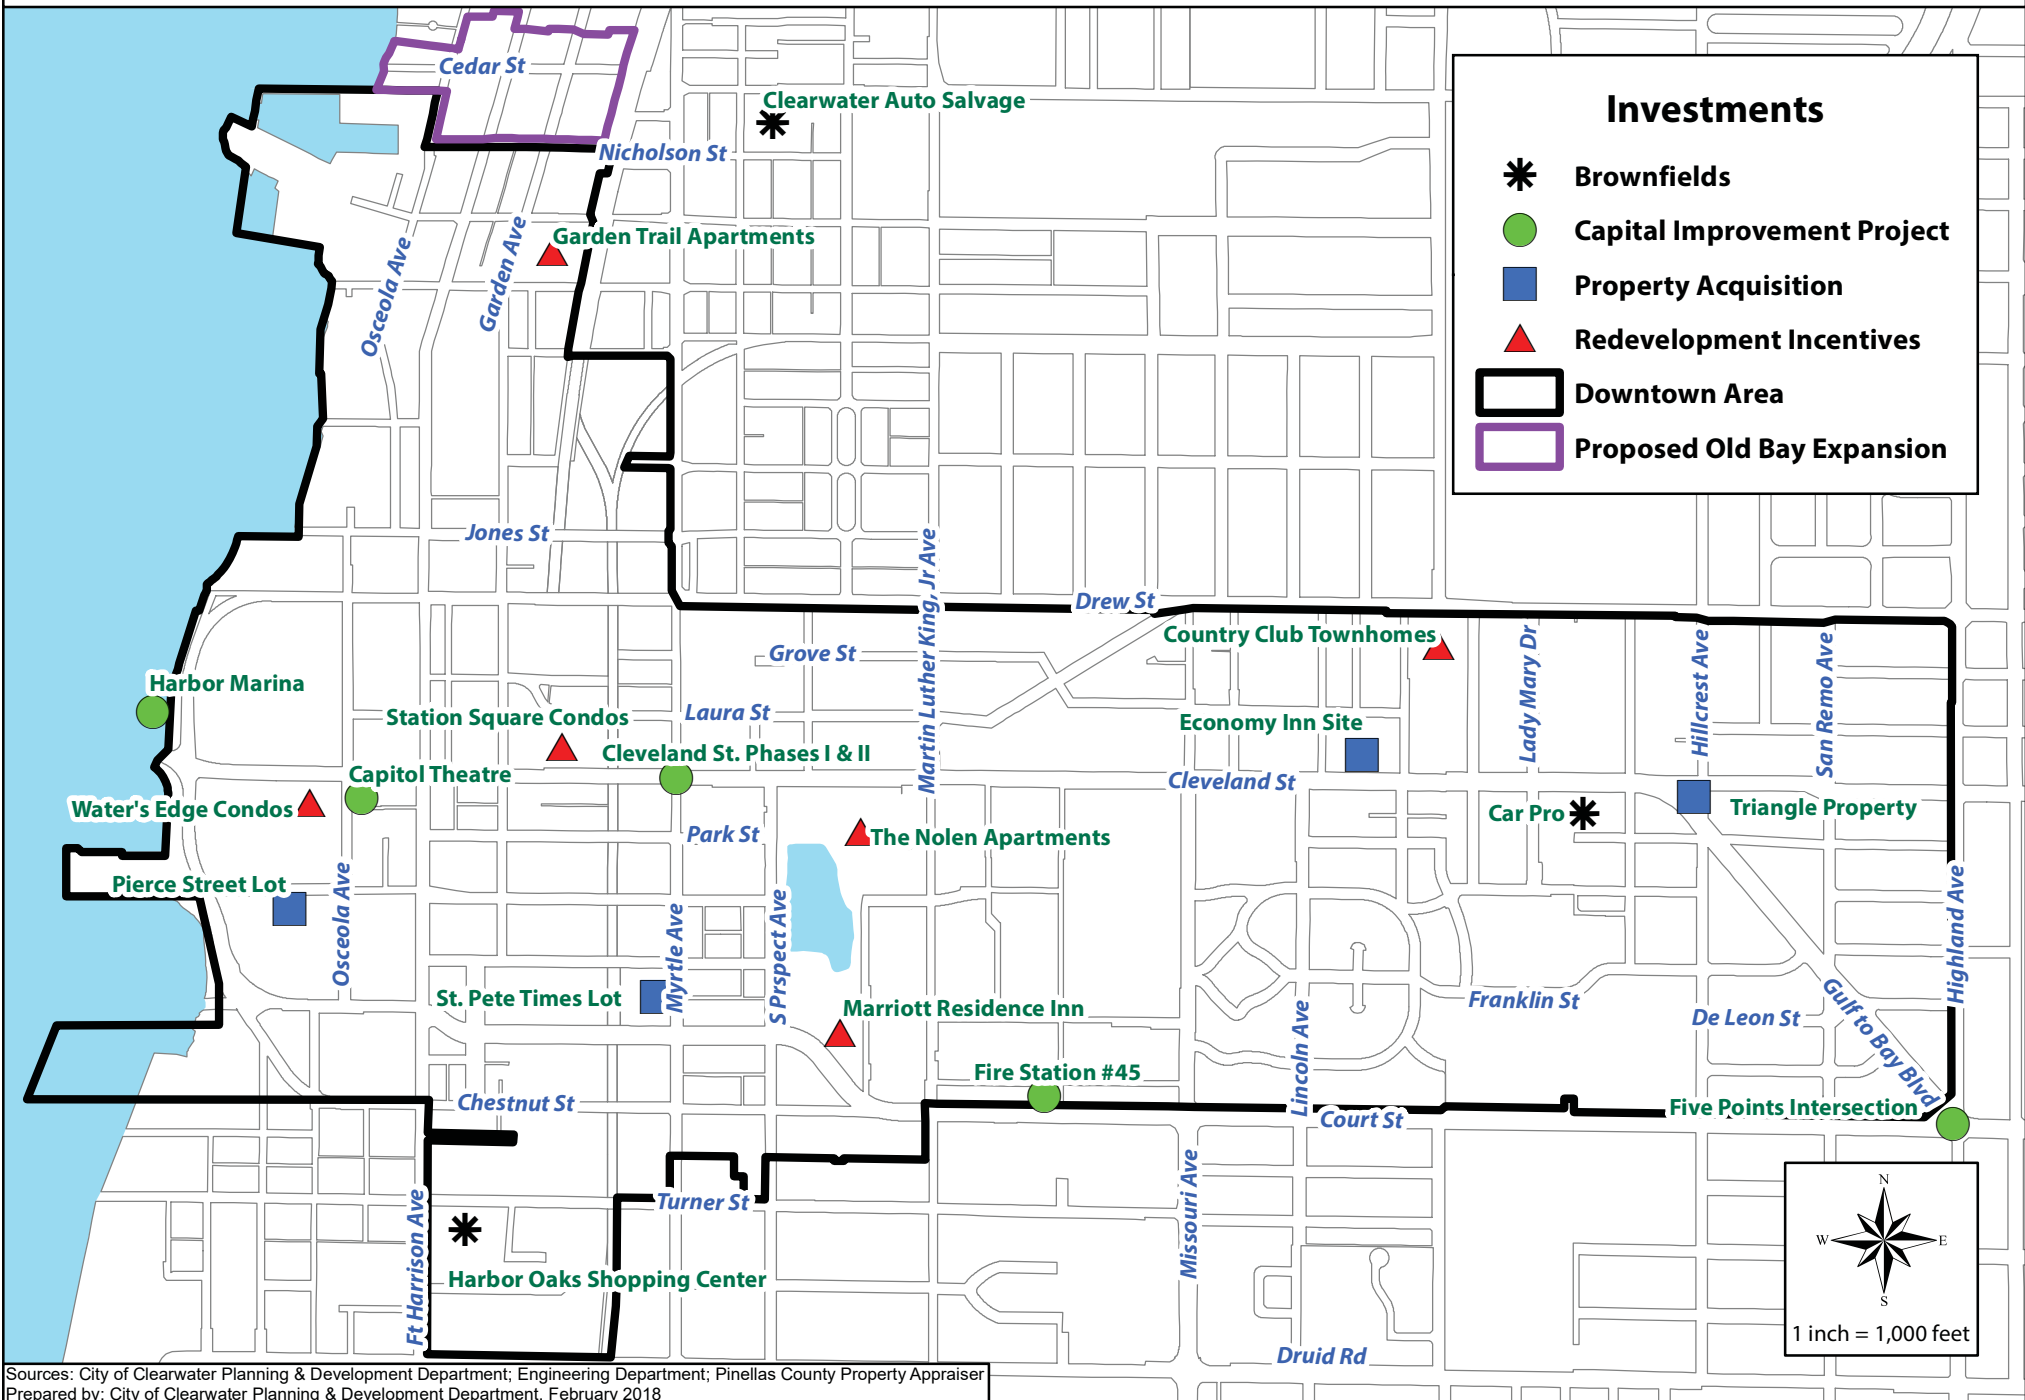 Cedar St
Clearwater Auto Salvage
Nicholson St
Investments
Brownfields
Capital Improvement Project
Property Acquisition
Redevelopment Incentives
Downtown Area
Proposed Old Bay Expansion
Osceola Ave
Garden Ave
Garden Trail Apartments
Jones St
Martin Luther King, Jr Ave
Drew St
Country Club Townhomes
Grove St
Lady Mary Dr
Hillcrest Ave
San Remo Ave
Harbor Marina
Station Square Condos
Laura St
Economy Inn Site
Cleveland St. Phases I & II
Capitol Theatre
Cleveland St
Water's Edge Condos
Park St
The Nolen Apartments
Car Pro
Triangle Property
Pierce Street Lot
Osceola Ave
Myrtle Ave
S Prspect Ave
Highland Ave
St. Pete Times Lot
Marriott Residence Inn
Franklin St
De Leon St
Gulf to Bay Blvd
Lincoln Ave
Fire Station #45
Chestnut St
Court St
Five Points Intersection
Missouri Ave
Turner St
Ft Harrison Ave
Harbor Oaks Shopping Center
Druid Rd
N
W
E
S
1 inch = 1,000 feet
Sources: City of Clearwater Planning & Development Department; Engineering Department; Pinellas County Property Appraiser
Prepared by: City of Clearwater Planning & Development Department, February 2018